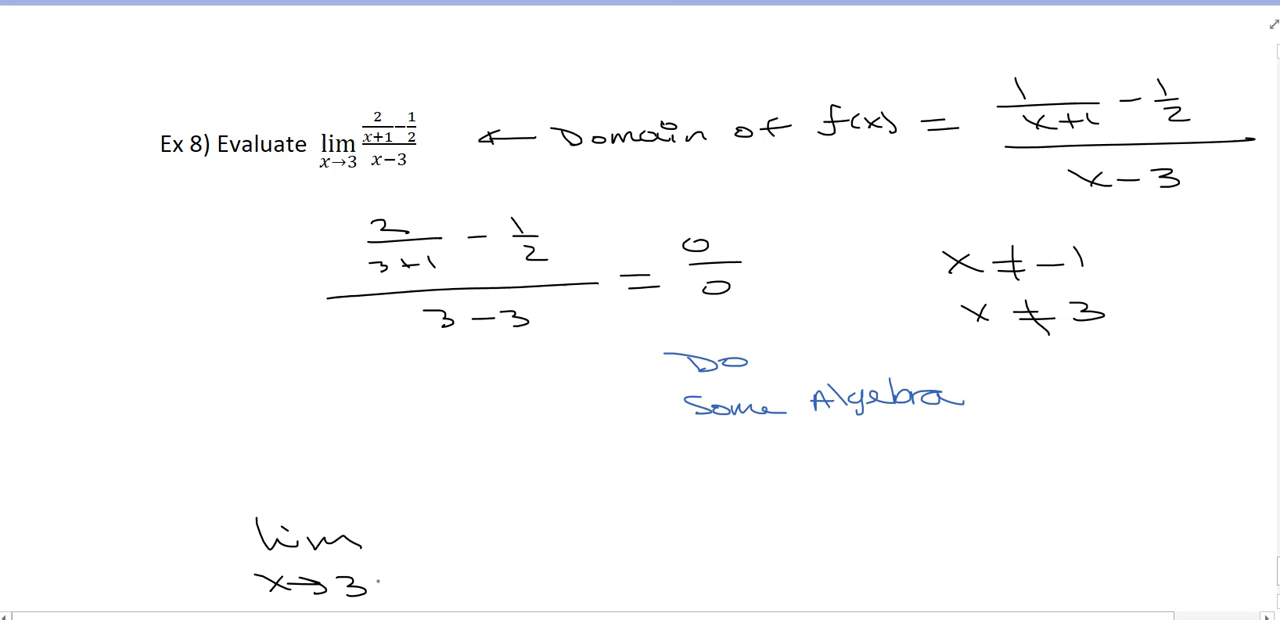 Ex 8) Evaluate lim x→3 (2/(x+1) − 1/2)/(x−3) ← Domain of f(x) = (1/(x+1) − 1/2)/(x − 3)
(2/(3+1) − 1/2)/(3 − 3) = 0/0
x ≠ −1
x ≠ 3
Do
Some Algebra
lim
x→3